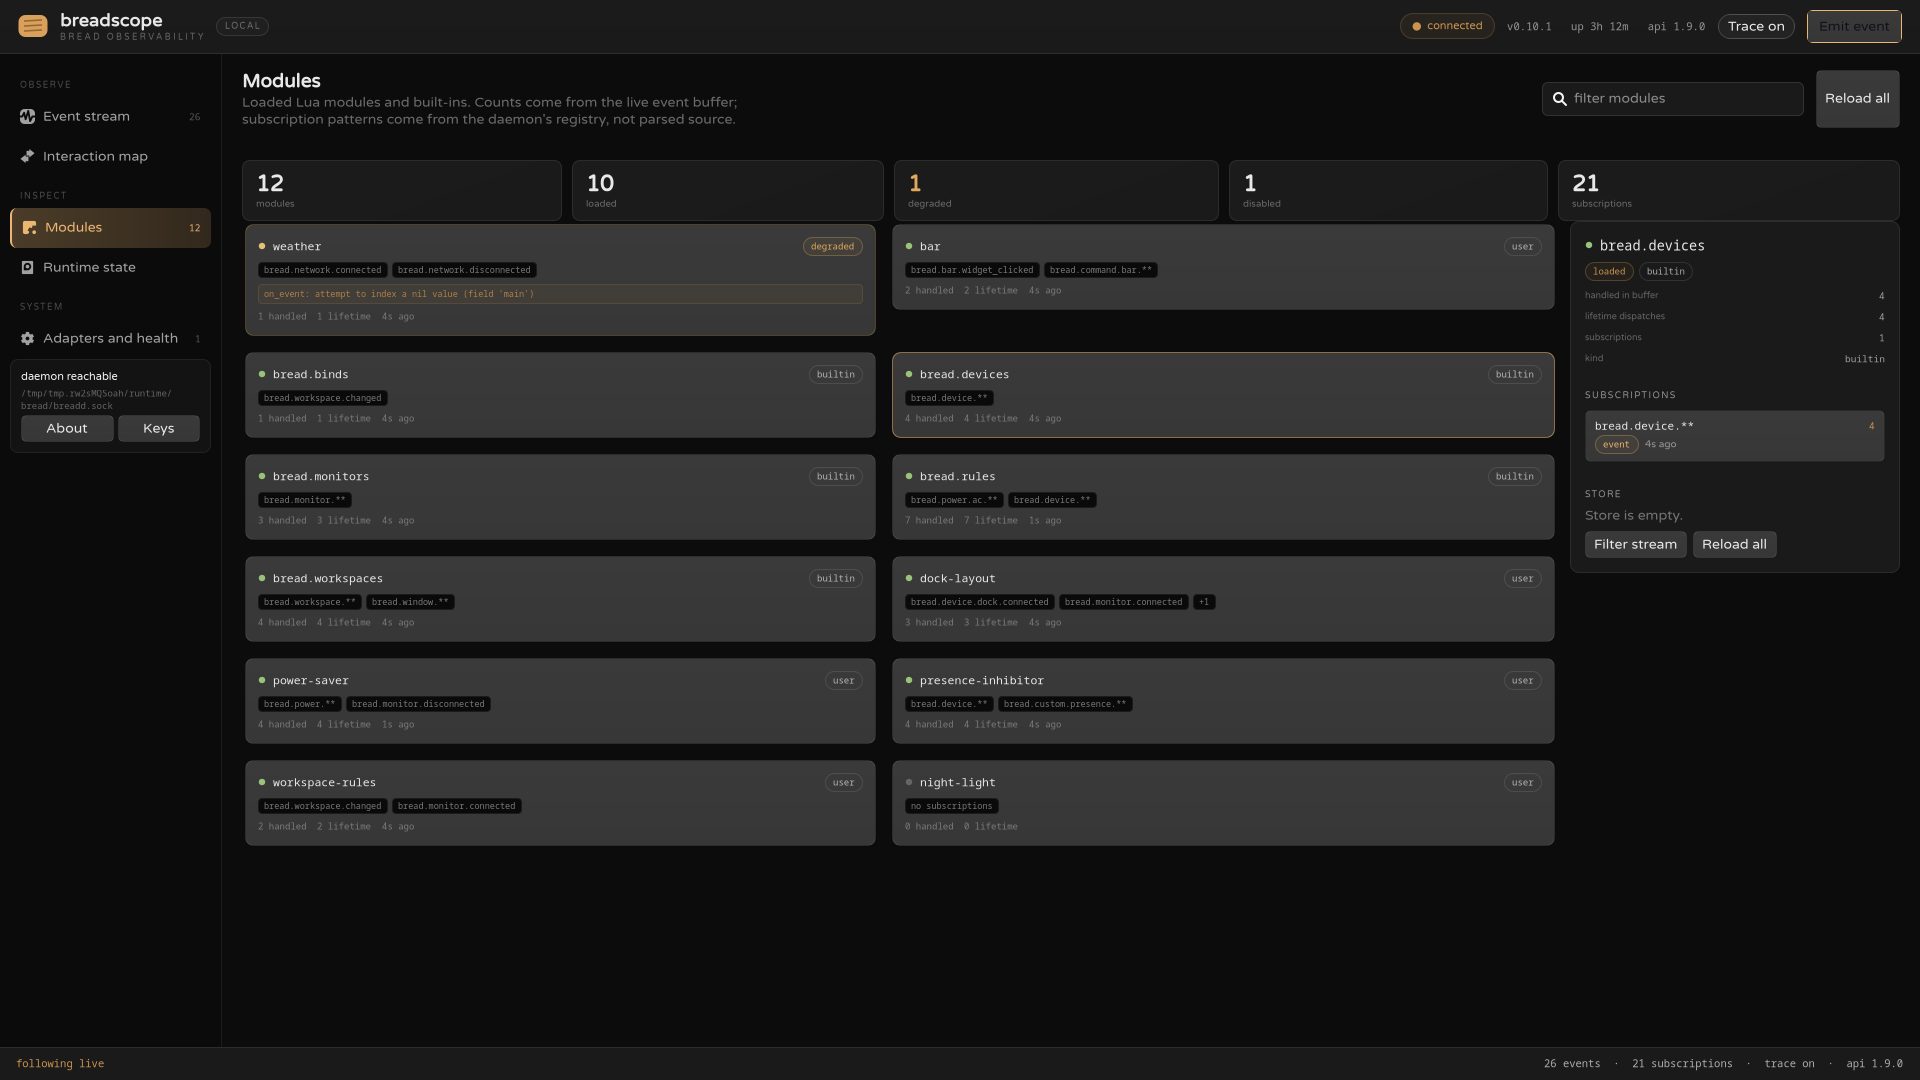 breadscope
BREAD OBSERVABILITY
LOCAL
connected
v0.10.1
up 3h 12m
api 1.9.0
Trace on
Emit event
OBSERVE
Event stream 26
Interaction map
INSPECT
Modules 12
Runtime state
SYSTEM
Adapters and health 1
daemon reachable
/tmp/tmp.rw2sMQ5oah/runtime/
bread/breadd.sock
About Keys
Modules
Loaded Lua modules and built-ins. Counts come from the live event buffer;
subscription patterns come from the daemon's registry, not parsed source.
filter modules
Reload all
12
modules
10
loaded
1
degraded
1
disabled
21
subscriptions
weather degraded
bread.network.connected bread.network.disconnected
on_event: attempt to index a nil value (field 'main')
1 handled 1 lifetime 4s ago
bar user
bread.bar.widget_clicked bread.command.bar.**
2 handled 2 lifetime 4s ago
bread.binds builtin
bread.workspace.changed
1 handled 1 lifetime 4s ago
bread.devices builtin
bread.device.**
4 handled 4 lifetime 4s ago
bread.monitors builtin
bread.monitor.**
3 handled 3 lifetime 4s ago
bread.rules builtin
bread.power.ac.** bread.device.**
7 handled 7 lifetime 1s ago
bread.workspaces builtin
bread.workspace.** bread.window.**
4 handled 4 lifetime 4s ago
dock-layout user
bread.device.dock.connected bread.monitor.connected +1
3 handled 3 lifetime 4s ago
power-saver user
bread.power.** bread.monitor.disconnected
4 handled 4 lifetime 1s ago
presence-inhibitor user
bread.device.** bread.custom.presence.**
4 handled 4 lifetime 4s ago
workspace-rules user
bread.workspace.changed bread.monitor.connected
2 handled 2 lifetime 4s ago
night-light user
no subscriptions
0 handled 0 lifetime
bread.devices
loaded builtin
handled in buffer 4
lifetime dispatches 4
subscriptions 1
kind builtin
SUBSCRIPTIONS
bread.device.** 4
event 4s ago
STORE
Store is empty.
Filter stream Reload all
following live
26 events · 21 subscriptions · trace on · api 1.9.0